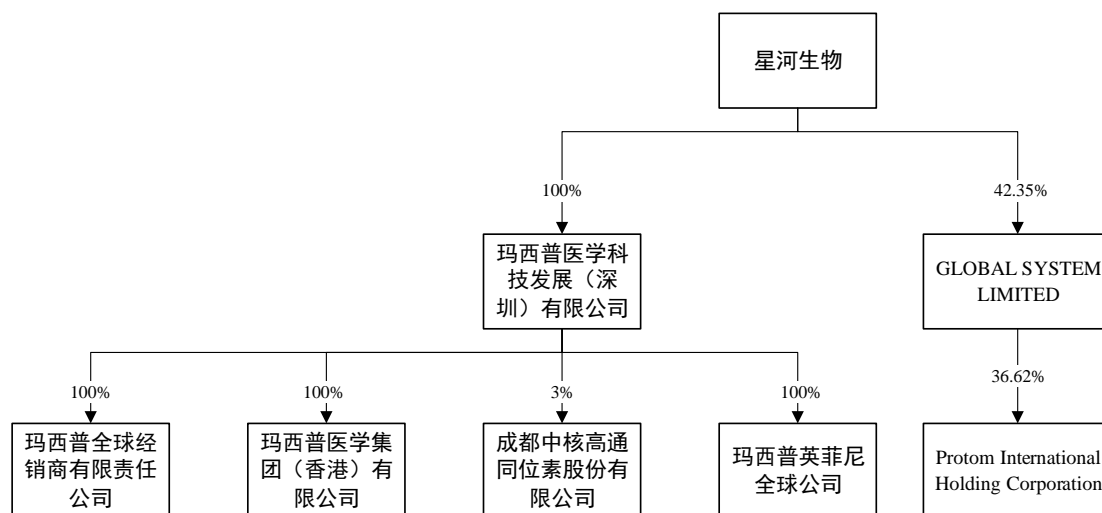 星河生物
100%
42.35%
玛西普医学科
技发展（深
圳）有限公司
GLOBAL SYSTEM
LIMITED
100%
100%
3%
100%
36.62%
玛西普全球经
销商有限责任
公司
玛西普医学集
团（香港）有
限公司
成都中核高通
同位素股份有
限公司
玛西普英菲尼
全球公司
Protom International
Holding Corporation